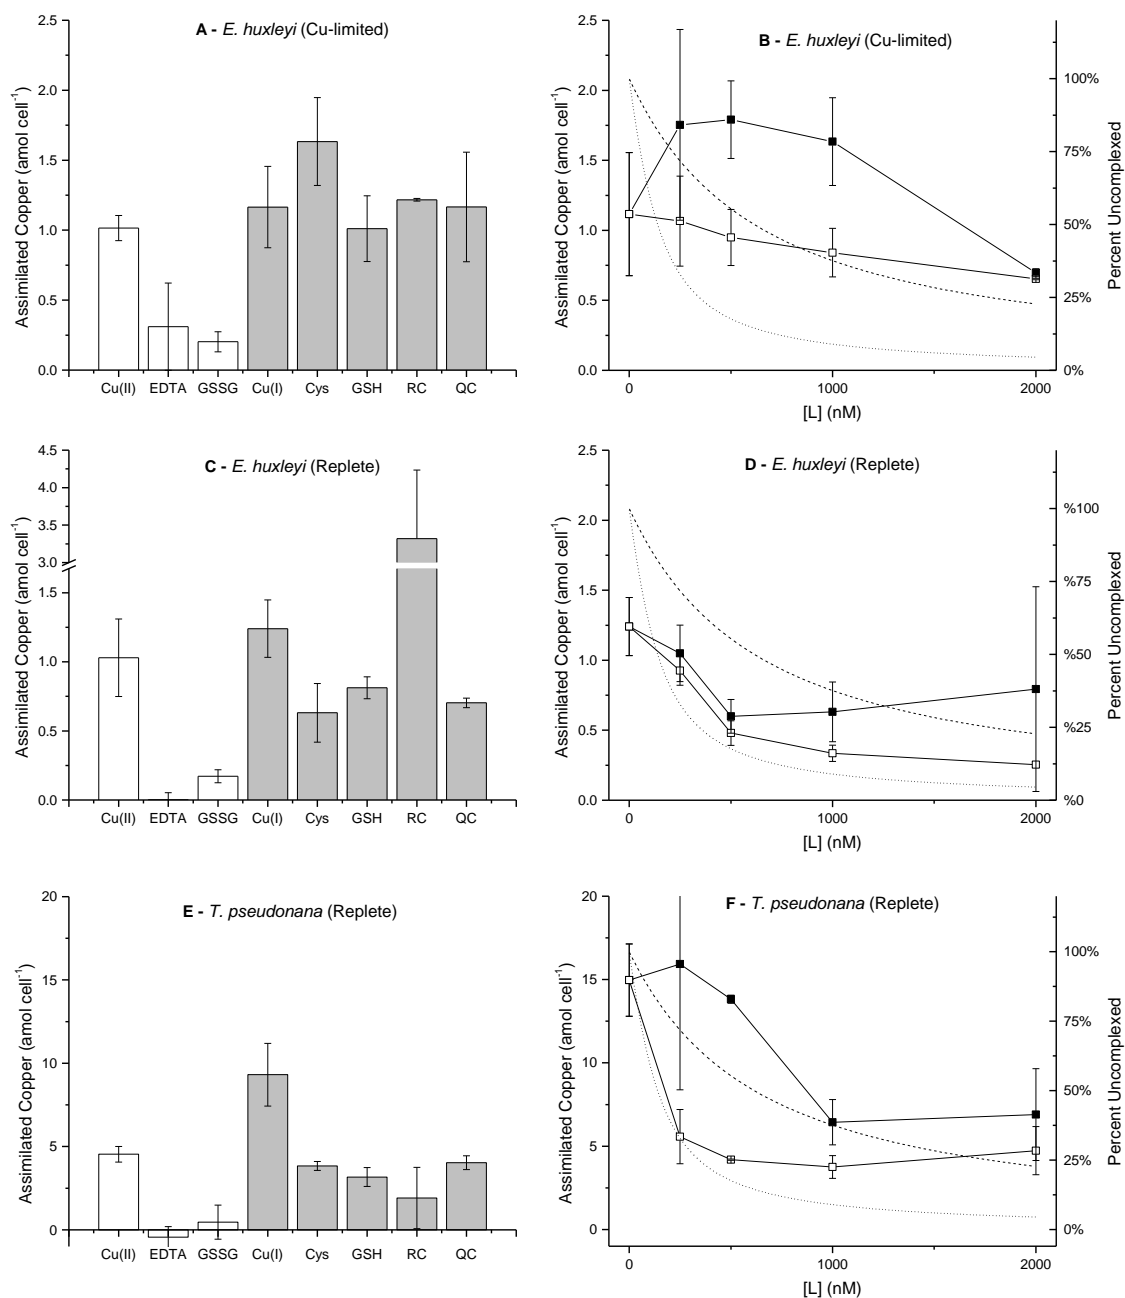 A - E. huxleyi (Cu-limited)
Assimilated Copper (amol cell⁻¹)
2.5
2.0
1.5
1.0
0.5
0.0
Cu(II) EDTA GSSG Cu(I) Cys GSH RC QC
B - E. huxleyi (Cu-limited)
Assimilated Copper (amol cell⁻¹)
2.5
2.0
1.5
1.0
0.5
0.0
100%
75%
50%
25%
0%
Percent Uncomplexed
0 1000 2000
[L] (nM)
C - E. huxleyi (Replete)
Assimilated Copper (amol cell⁻¹)
4.5
4.0
3.5
3.0
1.5
1.0
0.5
0.0
Cu(II) EDTA GSSG Cu(I) Cys GSH RC QC
D - E. huxleyi (Replete)
Assimilated Copper (amol cell⁻¹)
2.5
2.0
1.5
1.0
0.5
0.0
%100
%75
%50
%25
%0
Percent Uncomplexed
0 1000 2000
[L] (nM)
E - T. pseudonana (Replete)
Assimilated Copper (amol cell⁻¹)
20
15
10
5
0
Cu(II) EDTA GSSG Cu(I) Cys GSH RC QC
F - T. pseudonana (Replete)
Assimilated Copper (amol cell⁻¹)
20
15
10
5
0
100%
75%
50%
25%
0%
Percent Uncomplexed
0 1000 2000
[L] (nM)